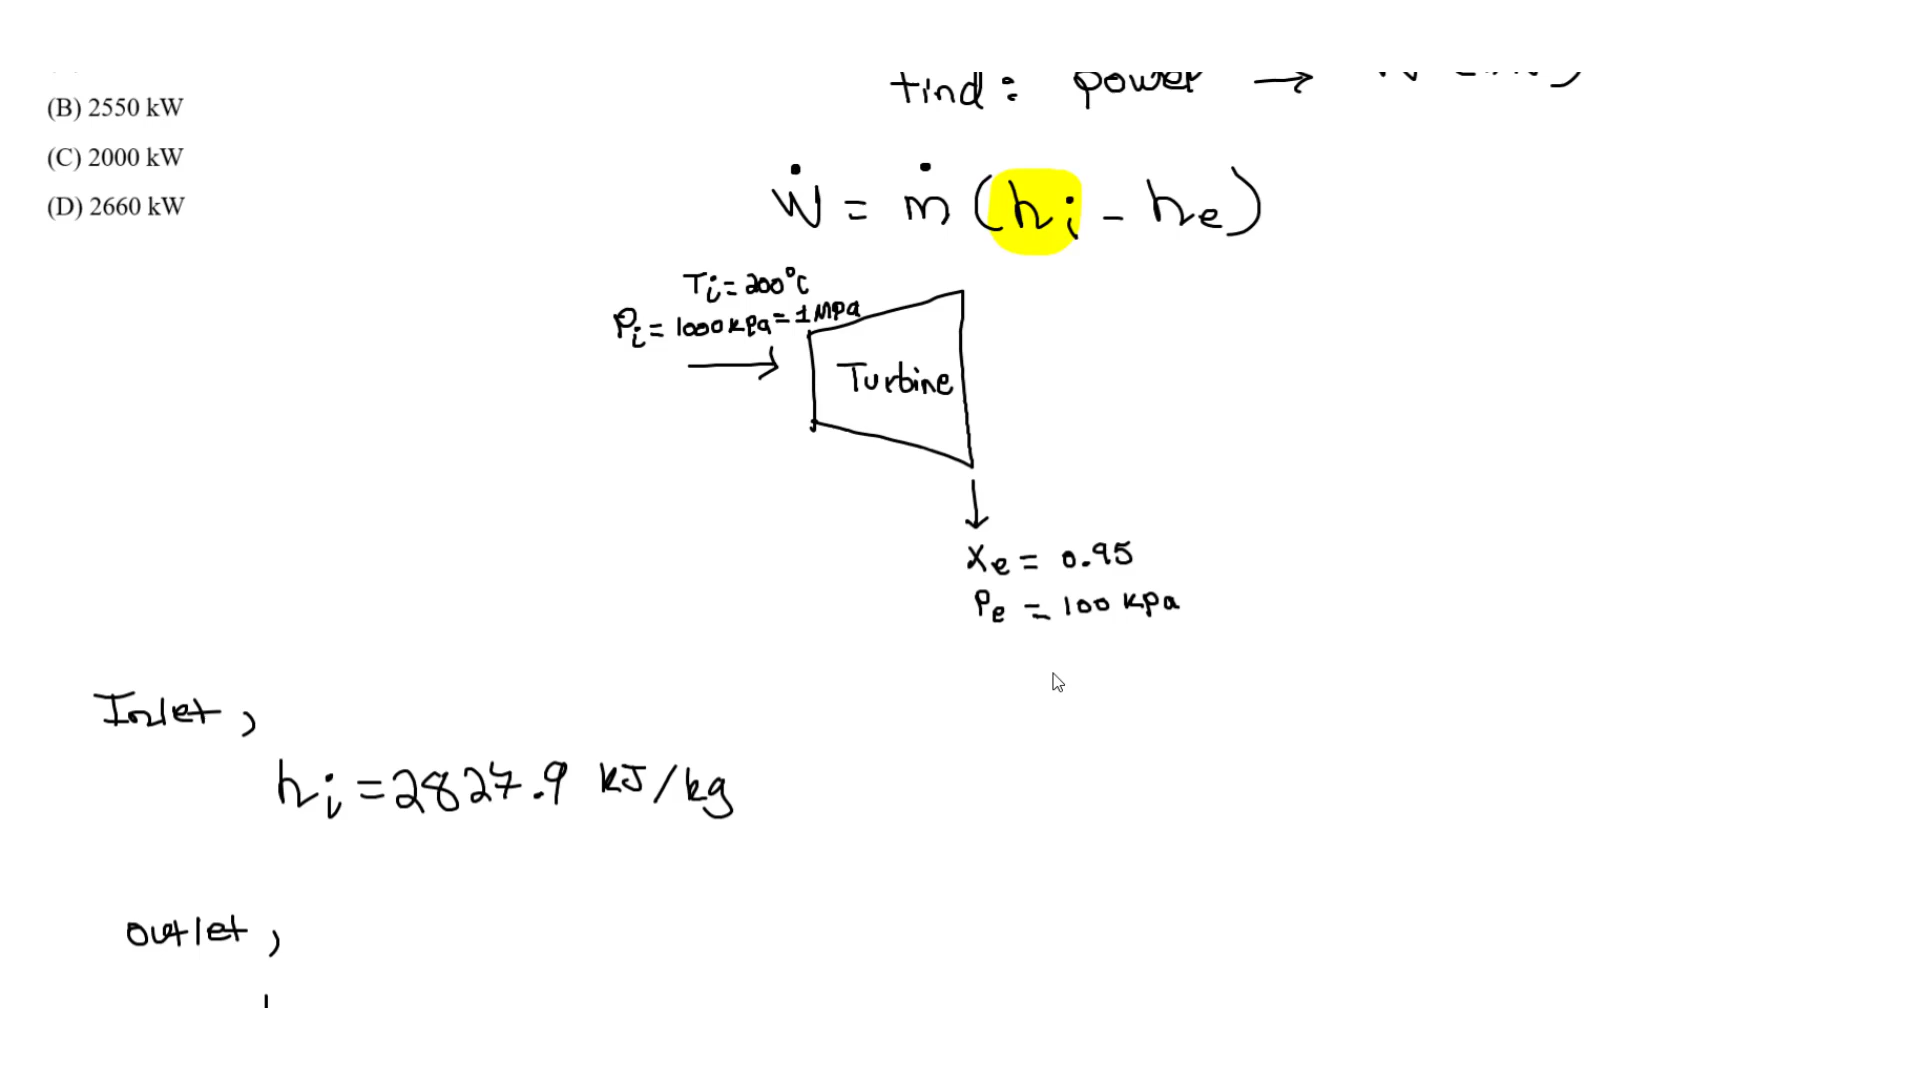 find: power →
(B) 2550 kW
(C) 2000 kW
(D) 2660 kW
Ẇ = ṁ (hi - he)
Ti = 200°C
Pi = 1000 kPa = 1 MPa
Turbine
xe = 0.95
Pe = 100 kPa
Inlet,
hi = 2827.9 kJ/kg
outlet,